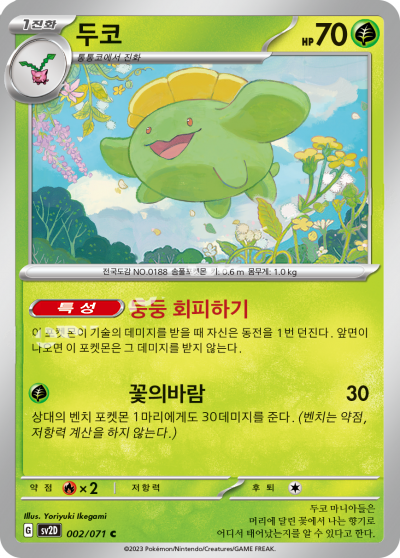 1진화 두코 HP 70
통통코에서 진화
전국도감 NO.0188 솜풀포켓몬 키: 0.6 m 몸무게: 1.0 kg
특성 둥둥 회피하기
이 포켓몬이 기술의 데미지를 받을 때 자신은 동전을 1번 던진다. 앞면이
나오면 이 포켓몬은 그 데미지를 받지 않는다.
꽃의바람 30
상대의 벤치 포켓몬 1마리에게도 30데미지를 준다. (벤치는 약점,
저항력 계산을 하지 않는다.)
약점 ×2 저항력 후퇴
Illus. Yoriyuki Ikegami
G SV2D 002/071 C
두코 마니아들은
머리에 달린 꽃에서 나는 향기로
어디서 태어났는지를 알 수 있다고 한다.
©2023 Pokémon/Nintendo/Creatures/GAME FREAK.